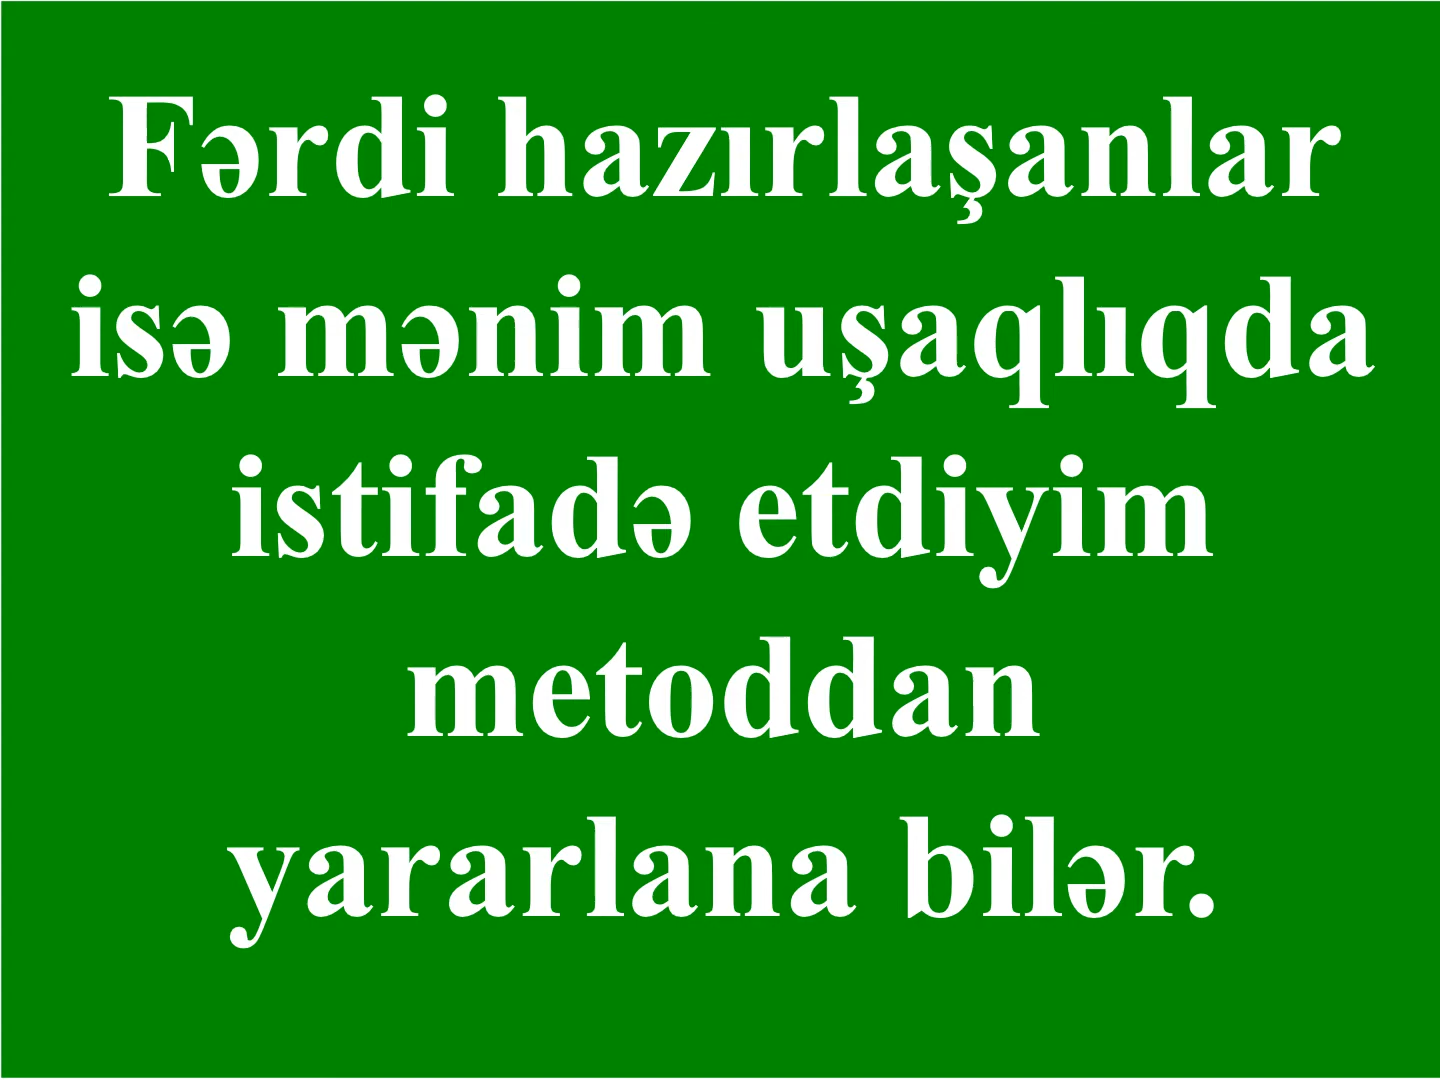 Fərdi hazırlaşanlar
isə mənim uşaqlıqda
istifadə etdiyim
metoddan
yararlana bilər.